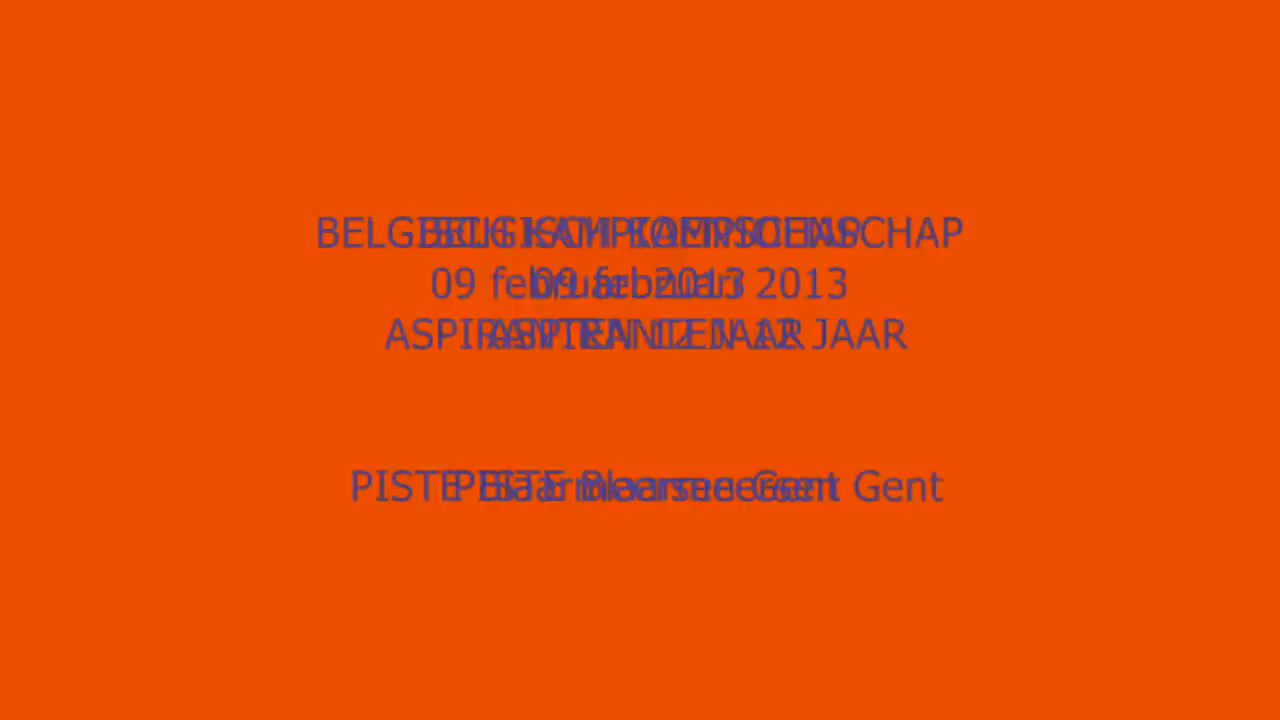 BELGISCH KAMPIOENSCHAP
09 februari 2013
ASPIRANTEN 12 JAAR
PISTE Blaarmeersen Gent